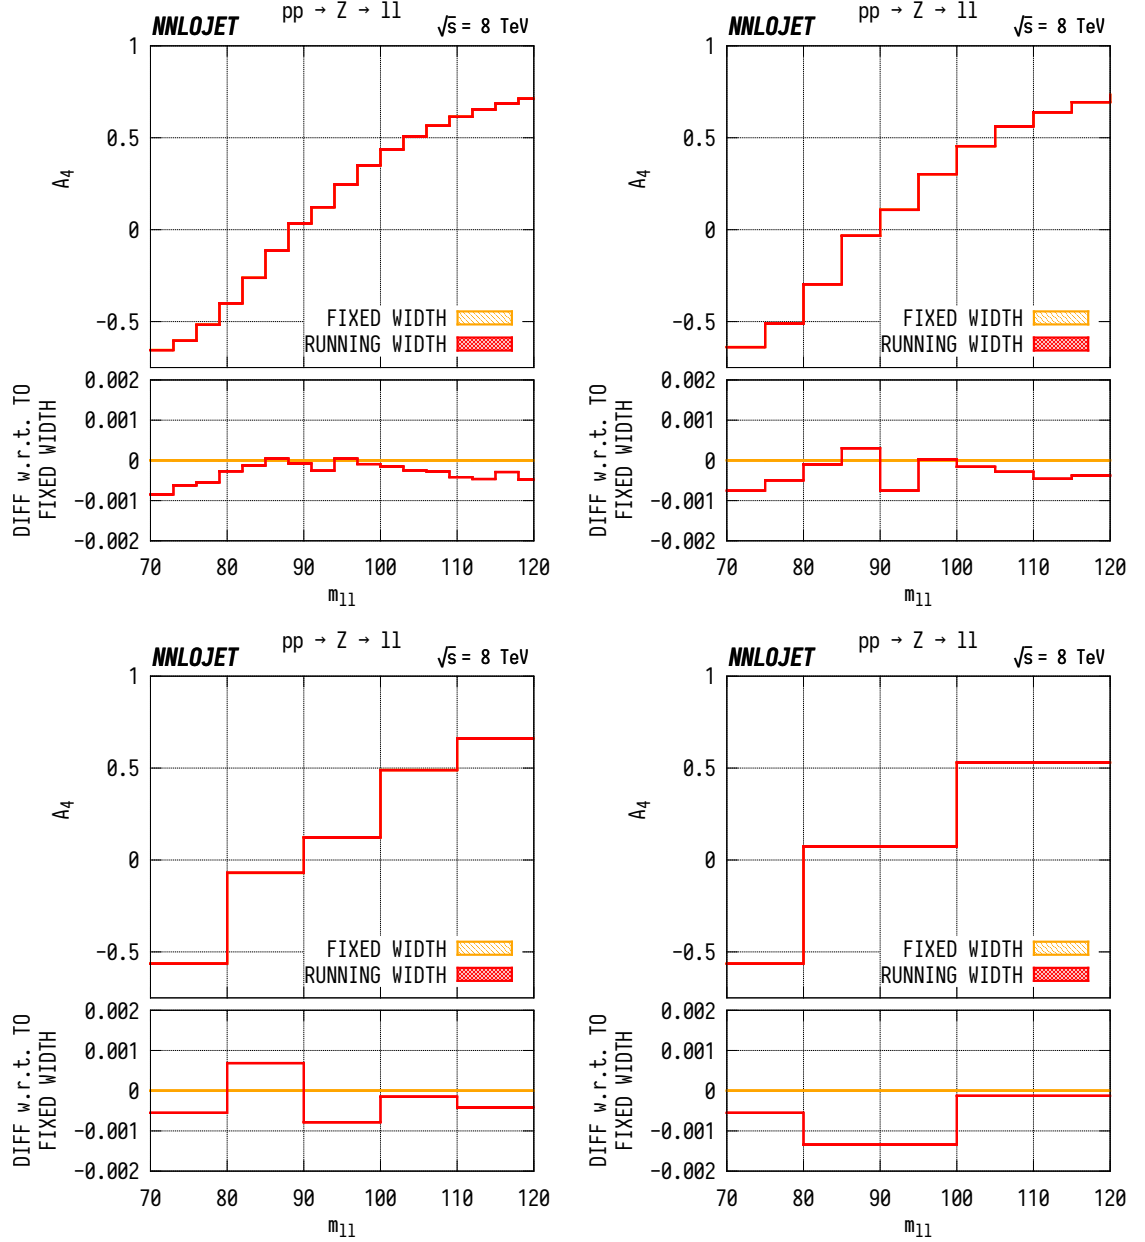 pp → Z → ll
NNLOJET √s = 8 TeV
1
0.5
0
−0.5
A4
FIXED WIDTH
RUNNING WIDTH
0.002
0.001
0
−0.001
−0.002
DIFF w.r.t. TO
FIXED WIDTH
70 80 90 100 110 120
mll
pp → Z → ll
NNLOJET √s = 8 TeV
1
0.5
0
−0.5
A4
FIXED WIDTH
RUNNING WIDTH
0.002
0.001
0
−0.001
−0.002
DIFF w.r.t. TO
FIXED WIDTH
70 80 90 100 110 120
mll
pp → Z → ll
NNLOJET √s = 8 TeV
1
0.5
0
−0.5
A4
FIXED WIDTH
RUNNING WIDTH
0.002
0.001
0
−0.001
−0.002
DIFF w.r.t. TO
FIXED WIDTH
70 80 90 100 110 120
mll
pp → Z → ll
NNLOJET √s = 8 TeV
1
0.5
0
−0.5
A4
FIXED WIDTH
RUNNING WIDTH
0.002
0.001
0
−0.001
−0.002
DIFF w.r.t. TO
FIXED WIDTH
70 80 90 100 110 120
mll